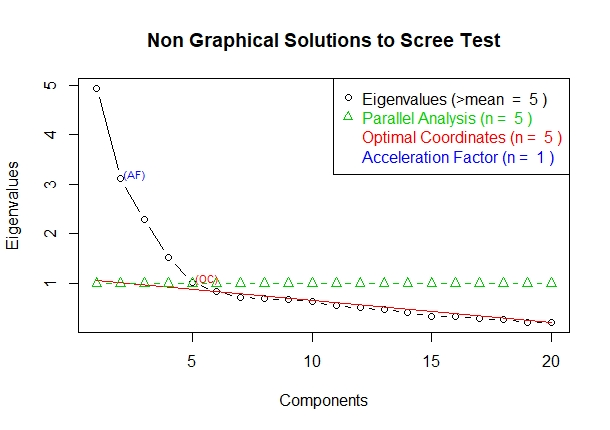 Non Graphical Solutions to Scree Test
Eigenvalues (>mean = 5 )
Parallel Analysis (n = 5 )
Optimal Coordinates (n = 5 )
Acceleration Factor (n = 1 )
Eigenvalues
5
4
3
2
1
(AF)
(OC)
5
10
15
20
Components